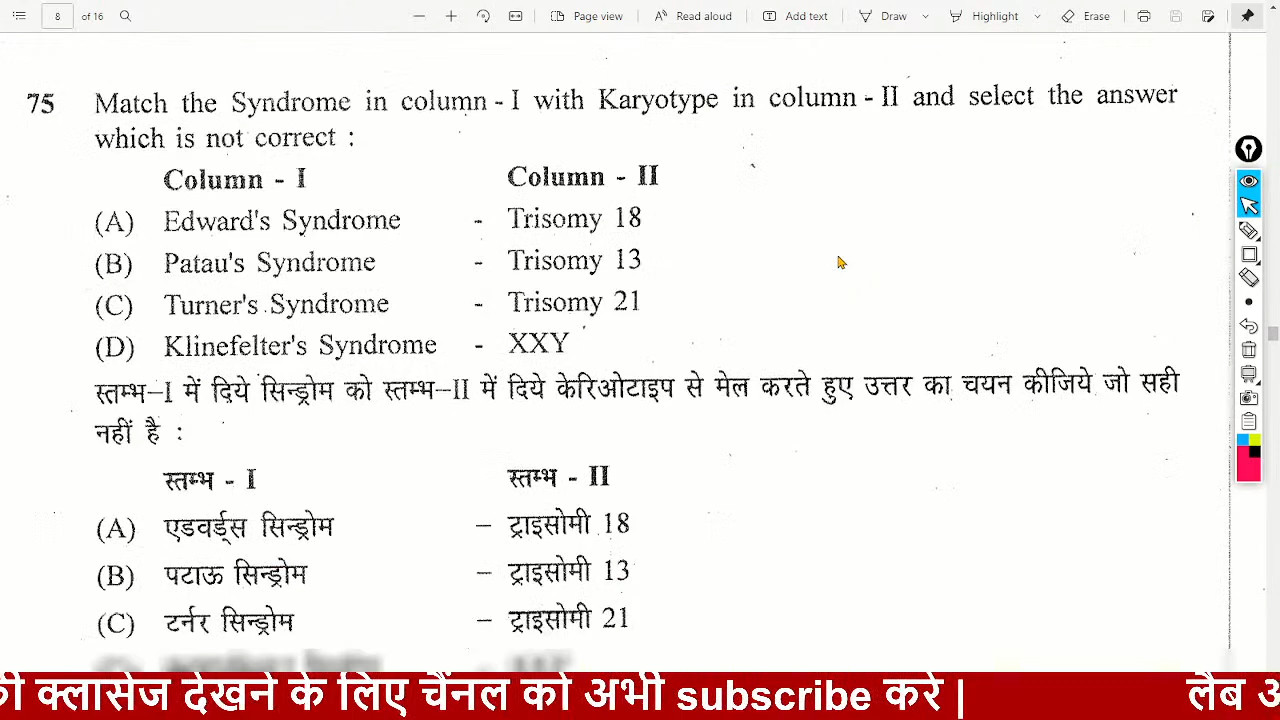 8 of 16 Page view Read aloud Add text Draw Highlight Erase
75 Match the Syndrome in column - I with Karyotype in column - II and select the answer
which is not correct :
Column - I Column - II
(A) Edward's Syndrome - Trisomy 18
(B) Patau's Syndrome - Trisomy 13
(C) Turner's Syndrome - Trisomy 21
(D) Klinefelter's Syndrome - XXY
स्तम्भ-I में दिये सिन्ड्रोम को स्तम्भ-II में दिये केरिओटाइप से मेल करते हुए उत्तर का चयन कीजिये जो सही
नहीं है :
स्तम्भ - I स्तम्भ - II
(A) एडवर्ड्स सिन्ड्रोम – ट्राइसोमी 18
(B) पटाऊ सिन्ड्रोम – ट्राइसोमी 13
(C) टर्नर सिन्ड्रोम – ट्राइसोमी 21
की क्लासेज देखने के लिए चैंनल को अभी subscribe करे | लैब